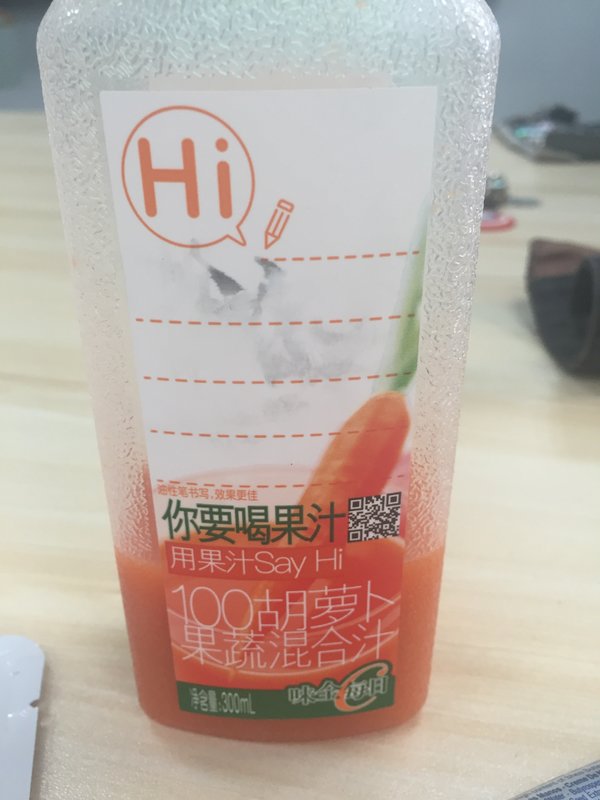 Hi
油性笔书写,效果更佳
你要喝果汁
用果汁Say Hi
100胡萝卜
果蔬混合汁
净含量:300mL
味全每日C